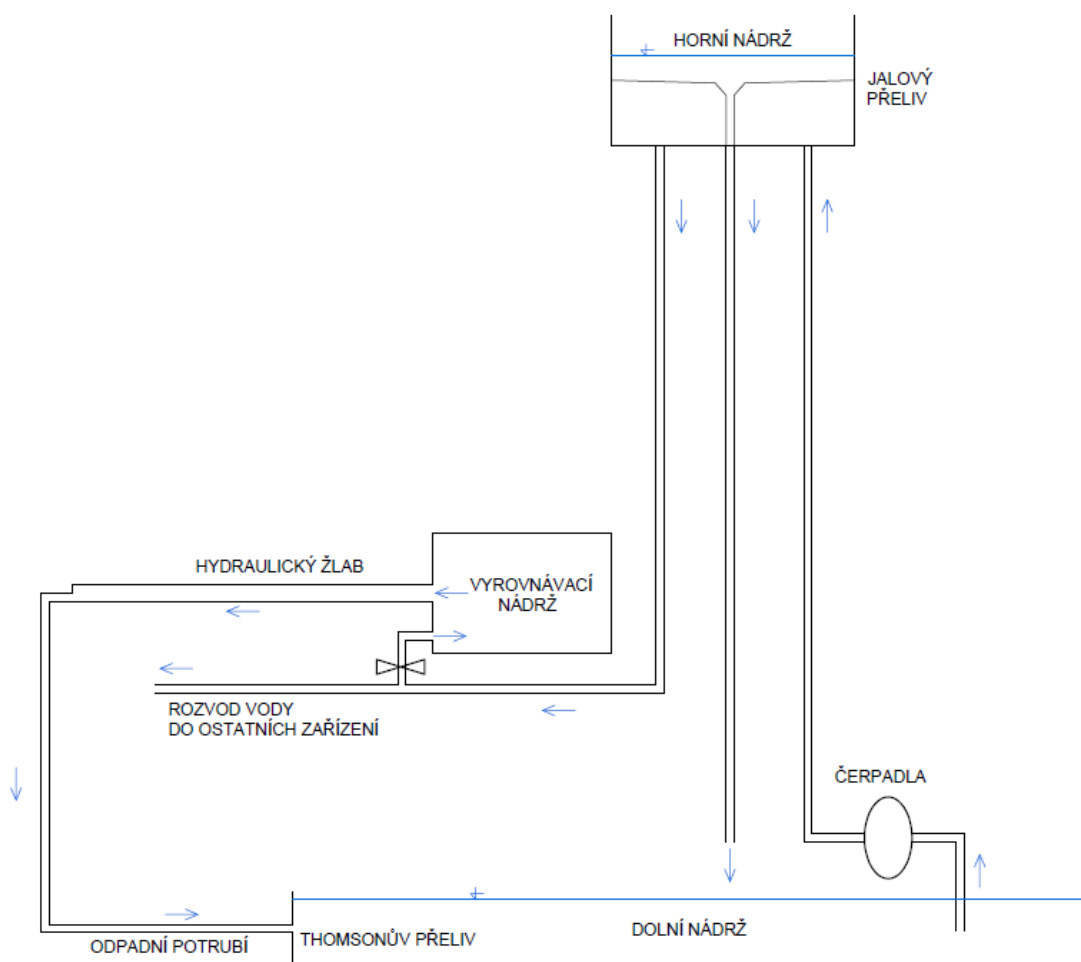 HORNÍ NÁDRŽ
JALOVÝ
PŘELIV
HYDRAULICKÝ ŽLAB
VYROVNÁVACÍ
NÁDRŽ
ROZVOD VODY
DO OSTATNÍCH ZAŘÍZENÍ
ČERPADLA
ODPADNÍ POTRUBÍ
THOMSONŮV PŘELIV
DOLNÍ NÁDRŽ